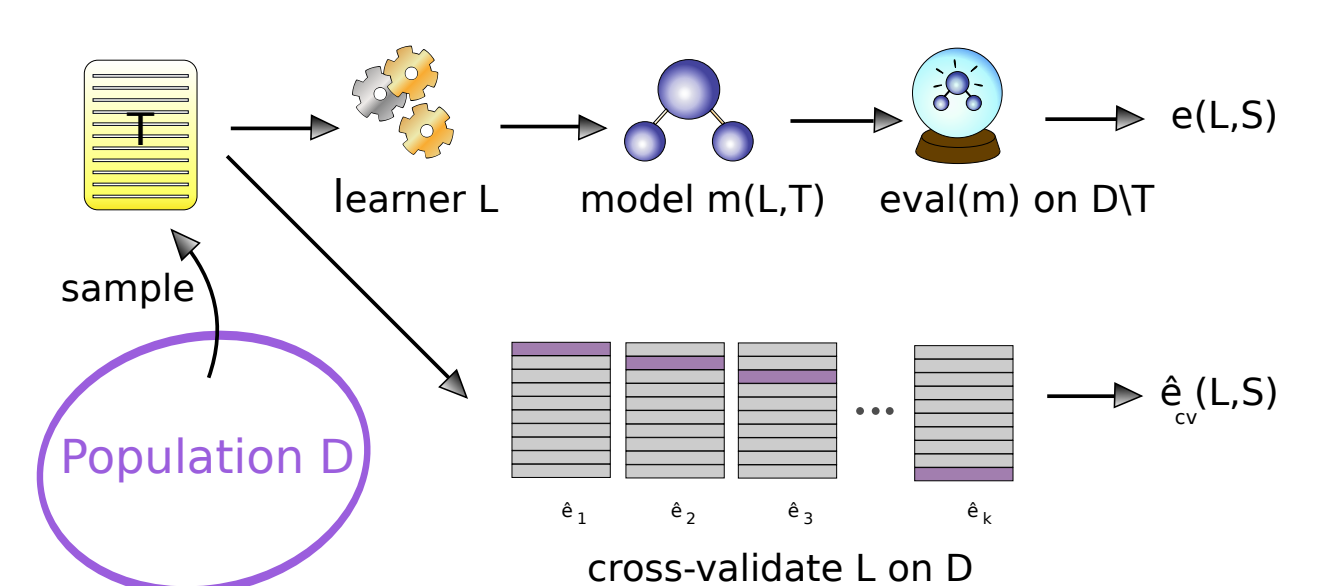 T
learner L
model m(L,T)
eval(m) on D\T
e(L,S)
sample
Population D
ê 1
ê 2
ê 3
ê k
ê cv (L,S)
cross-validate L on D